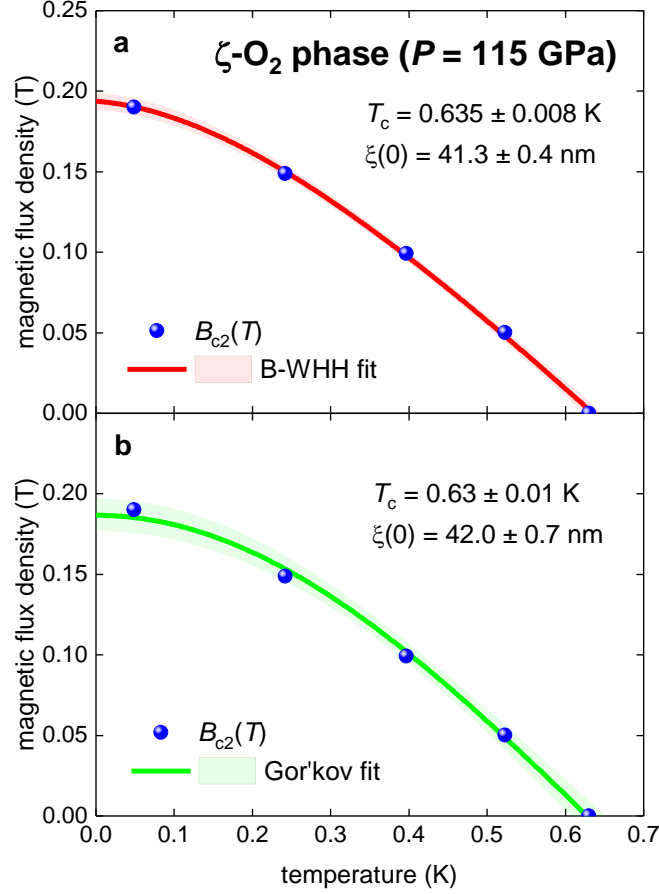 a
ζ-O₂ phase (P = 115 GPa)
Tc = 0.635 ± 0.008 K
ξ(0) = 41.3 ± 0.4 nm
magnetic flux density (T)
0.20
0.15
0.10
0.05
0.00
Bc2(T)
B-WHH fit
b
Tc = 0.63 ± 0.01 K
ξ(0) = 42.0 ± 0.7 nm
magnetic flux density (T)
0.20
0.15
0.10
0.05
0.00
Bc2(T)
Gor'kov fit
0.0 0.1 0.2 0.3 0.4 0.5 0.6 0.7
temperature (K)